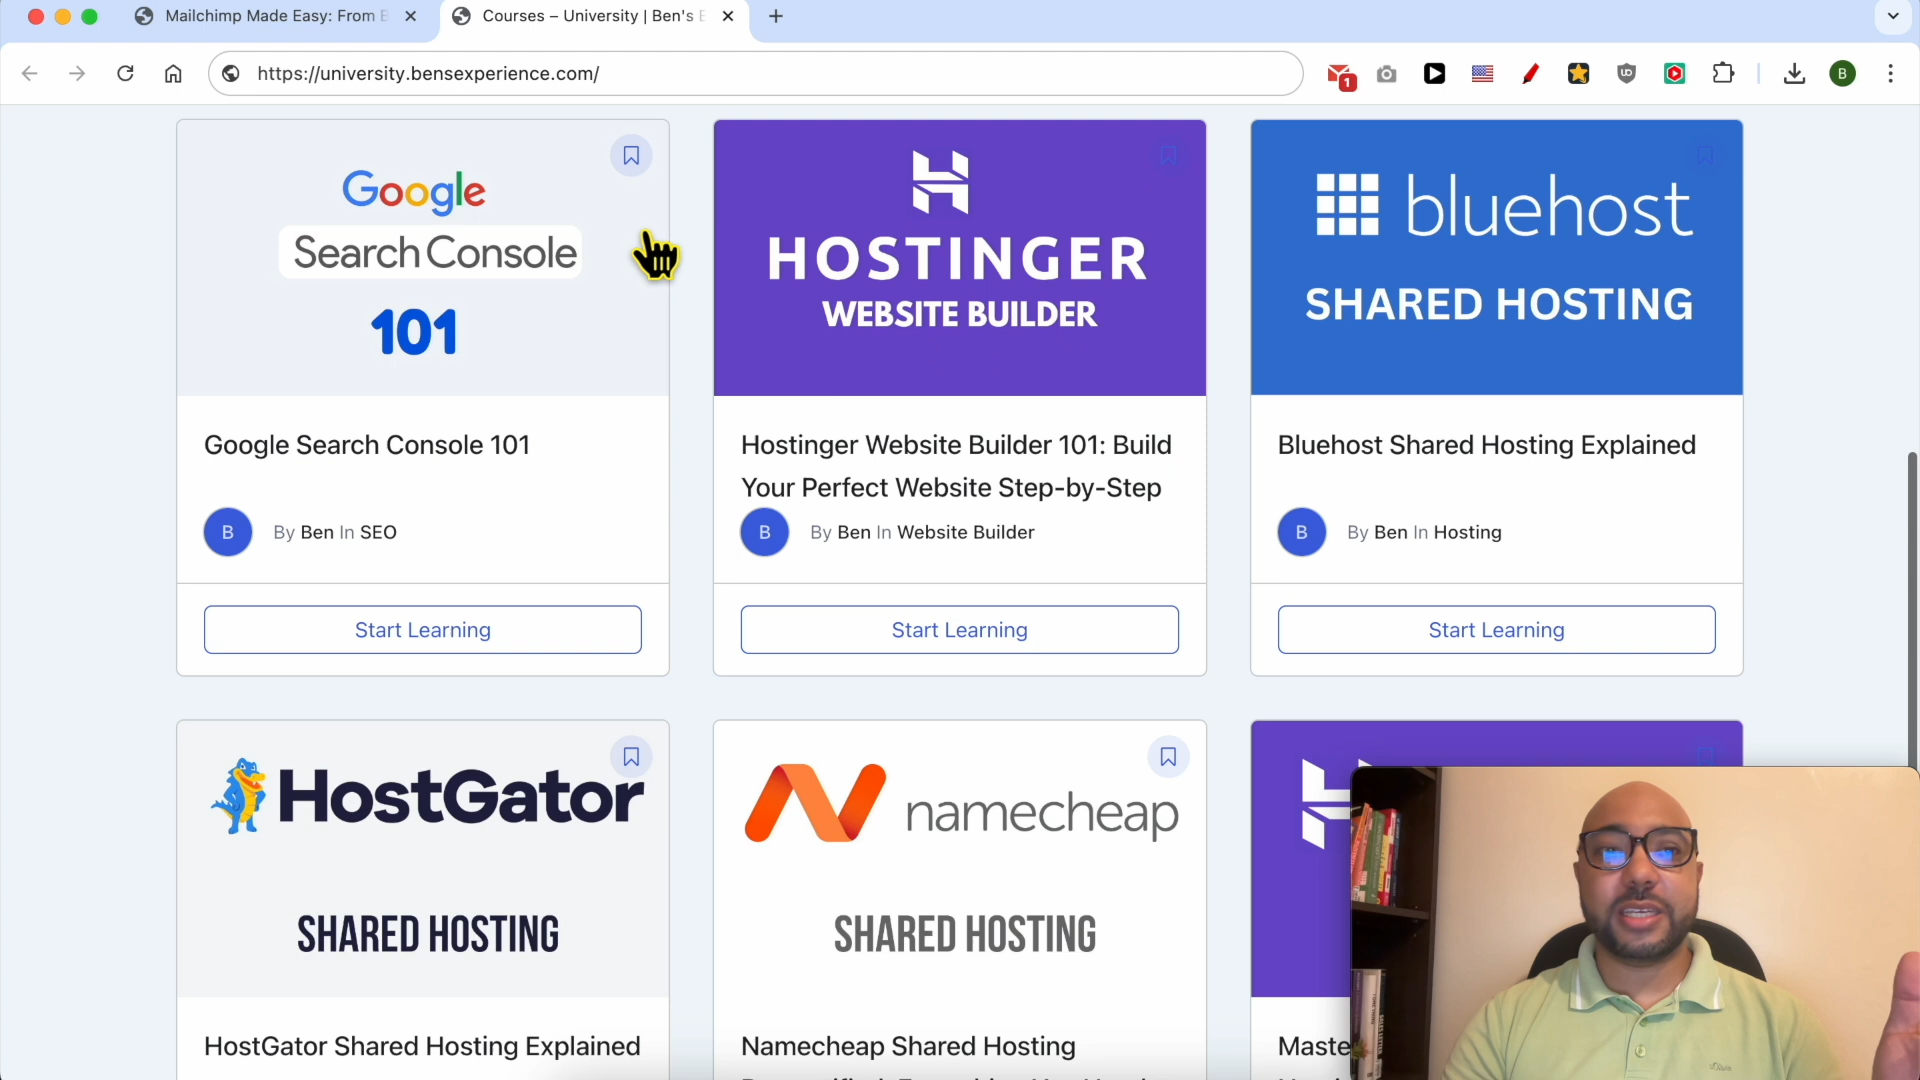 Mailchimp Made Easy: From B
Courses – University | Ben's E
https://university.bensexperience.com/
1
B
Google
Search Console
101
HOSTINGER
WEBSITE BUILDER
bluehost
SHARED HOSTING
Google Search Console 101
Hostinger Website Builder 101: Build
Your Perfect Website Step-by-Step
Bluehost Shared Hosting Explained
B
By Ben In SEO
B
By Ben In Website Builder
B
By Ben In Hosting
Start Learning
Start Learning
Start Learning
HostGator
SHARED HOSTING
namecheap
SHARED HOSTING
HostGator Shared Hosting Explained
Namecheap Shared Hosting
Maste